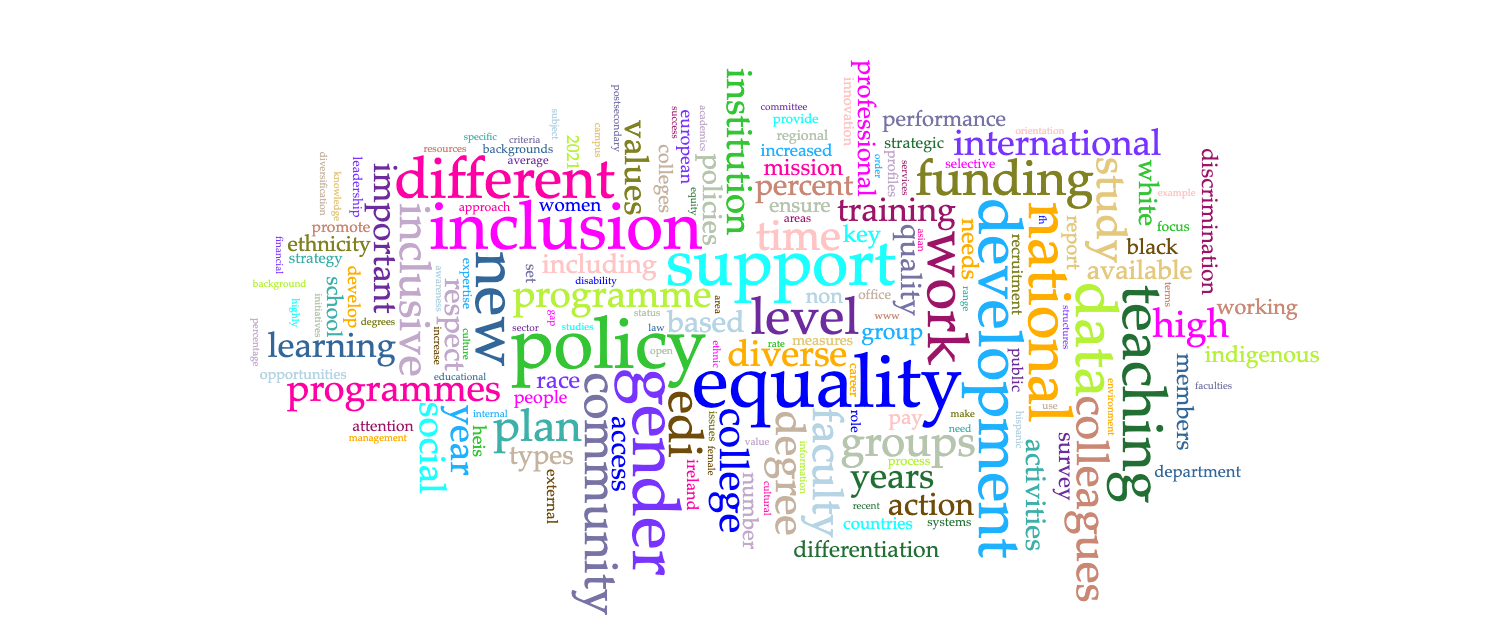 institution
professional
innovation
committee
provide
regional
increased
performance
strategic
orientation
international
postsecondary
subject
campus
2021
values
success
european
academics
colleges
policies
equity
specific
criteria
resources
backgrounds
average
mission
percent
ensure
areas
order
profiles
services
selective
funding
study
white
example
discrimination
focus
black
available
diversification
knowledge
leadership
important
different
approach
women
promote
ethnicity
strategy
financial
background
inclusive
inclusion
training
time
key
quality
asian
work
needs
development
recruitment
national
fh
report
including
support
set
disability
develop
school
initiatives
highly
percentage
degrees
awareness
expertise
respect
new
programme
area
non
office
status
range
terms
working
gap
sector
studies
law
based
level
www
group
structures
data
teaching
high
indigenous
learning
increase
culture
policy
open
ethnic
rate
measures
diverse
public
members
faculties
opportunities
educational
programmes
race
people
gender
equality
career
environment
use
community
edi
internal
social
year
heis
plan
types
attention
management
access
issues
female
college
value
degree
information
faculty
role
pay
make
need
groups
process
hispanic
activities
survey
colleagues
department
external
ireland
number
cultural
years
recent
action
countries
systems
differentiation